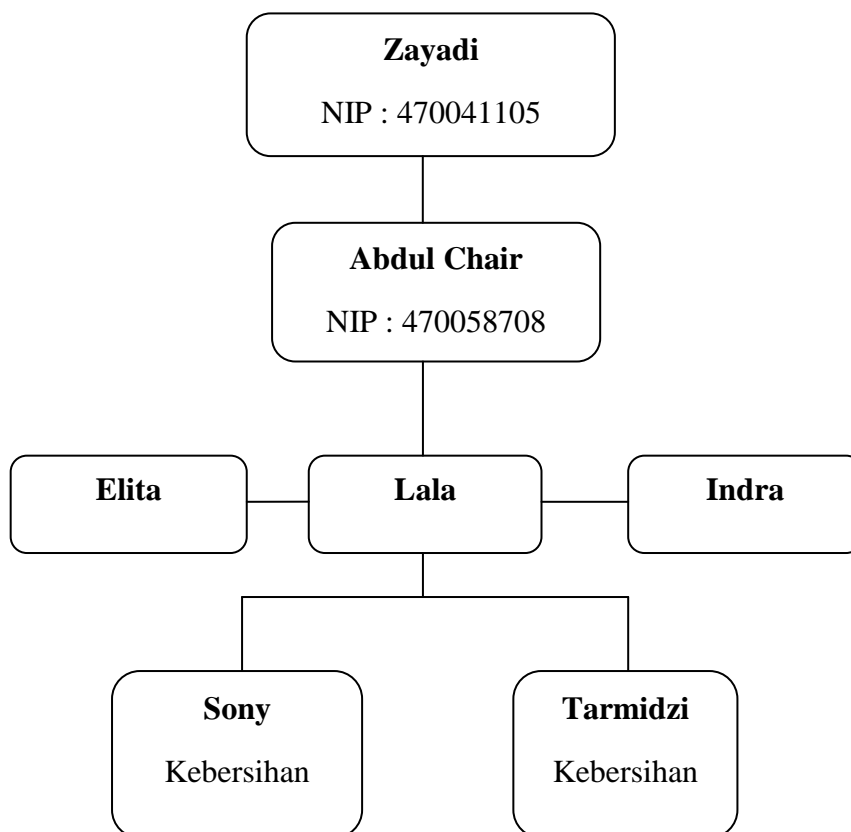 Zayadi
NIP : 470041105
Abdul Chair
NIP : 470058708
Elita
Lala
Indra
Sony
Kebersihan
Tarmidzi
Kebersihan